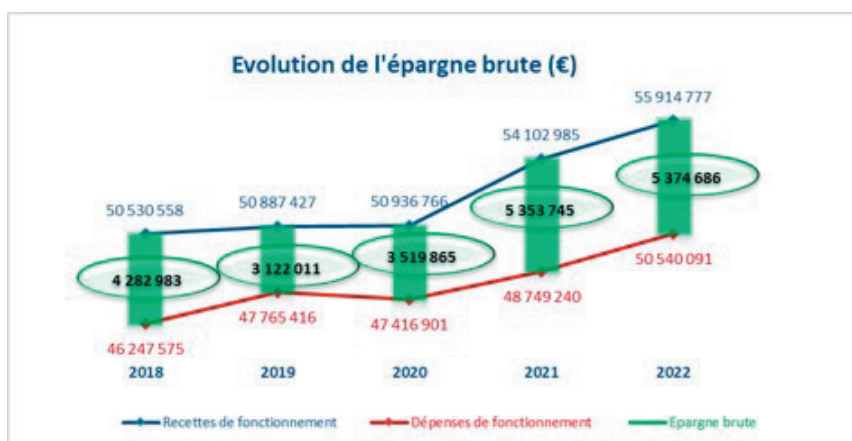 Evolution de l'épargne brute (€)
55 914 777
54 102 985
50 530 558 50 887 427 50 936 766
5 374 686
5 353 745
4 282 983 3 122 011 3 519 865
50 540 091
48 749 240
47 765 416 47 416 901
46 247 575
2018 2019 2020 2021 2022
Recettes de fonctionnement Dépenses de fonctionnement Epargne brute